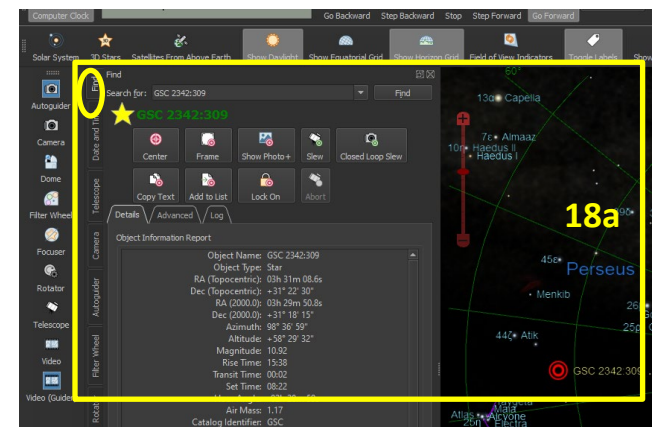 Computer Clock
Go Backward Step Backward Stop Step Forward Go Forward
Solar System 3D Stars Satellites From Above Earth Show Daylight Show Equatorial Grid Show Horizon Grid Field of View Indicators Toggle Labels Show
Find
Find
Search for: GSC 2342:309 Find
GSC 2342:309
Center Frame Show Photo+ Slew Closed Loop Slew
Copy Text Add to List Lock On Abort
Details Advanced Log
Object Information Report
Object Name: GSC 2342:309
Object Type: Star
RA (Topocentric): 03h 31m 08.6s
Dec (Topocentric): +31° 22' 30"
RA (2000.0): 03h 29m 50.8s
Dec (2000.0): +31° 18' 15"
Azimuth: 98° 36' 59"
Altitude: +58° 29' 32"
Magnitude: 10.92
Rise Time: 15:38
Transit Time: 00:02
Set Time: 08:22
Air Mass: 1.17
Catalog Identifier: GSC
Autoguider
Camera
Dome
Filter Wheel
Focuser
Rotator
Telescope
Video
Video (Guider
Date and Ti
Telescope
Camera
Autoguider
Filter Wheel
Rotat
60°
13α Capella
7ε Almaaz
Haedus II
Haedus I
18a
45ε
Perseus
Menkib
44ζ Atik
GSC 2342:309
Maia
Atlas Alcyone
Electra